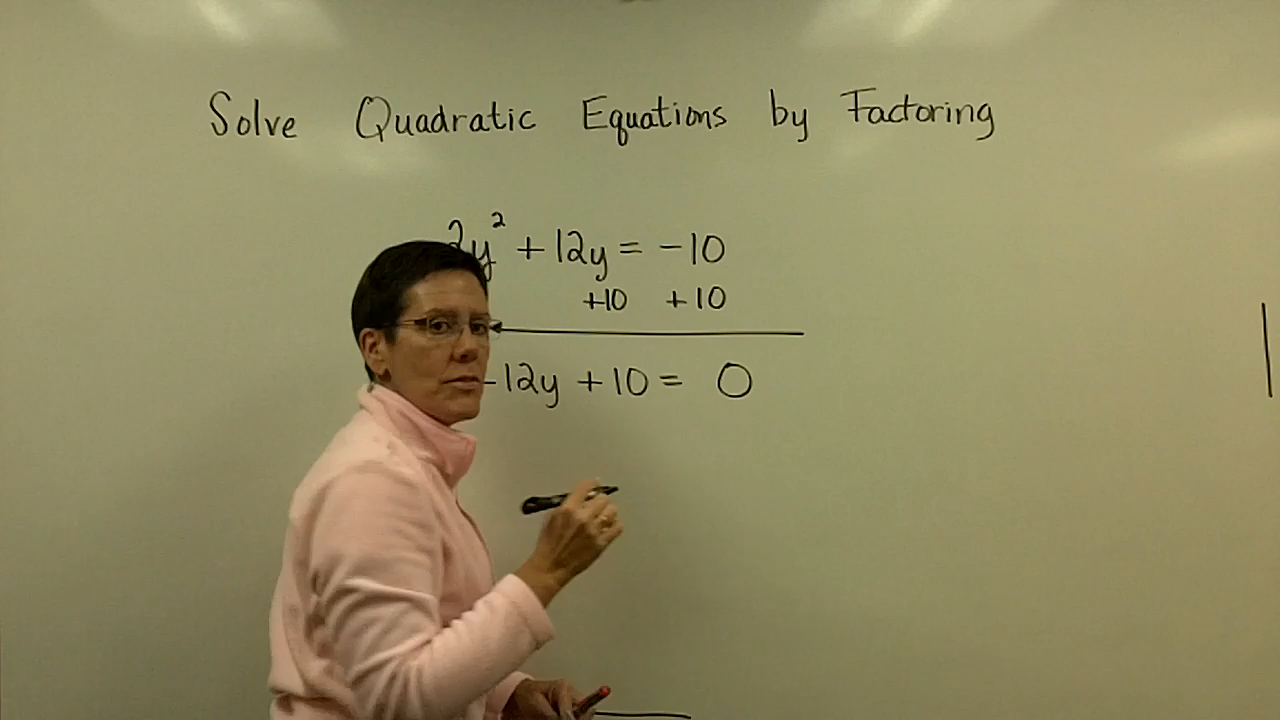 Solve Quadratic Equations by Factoring
2y² + 12y = -10
+10 +10
12y + 10 = 0